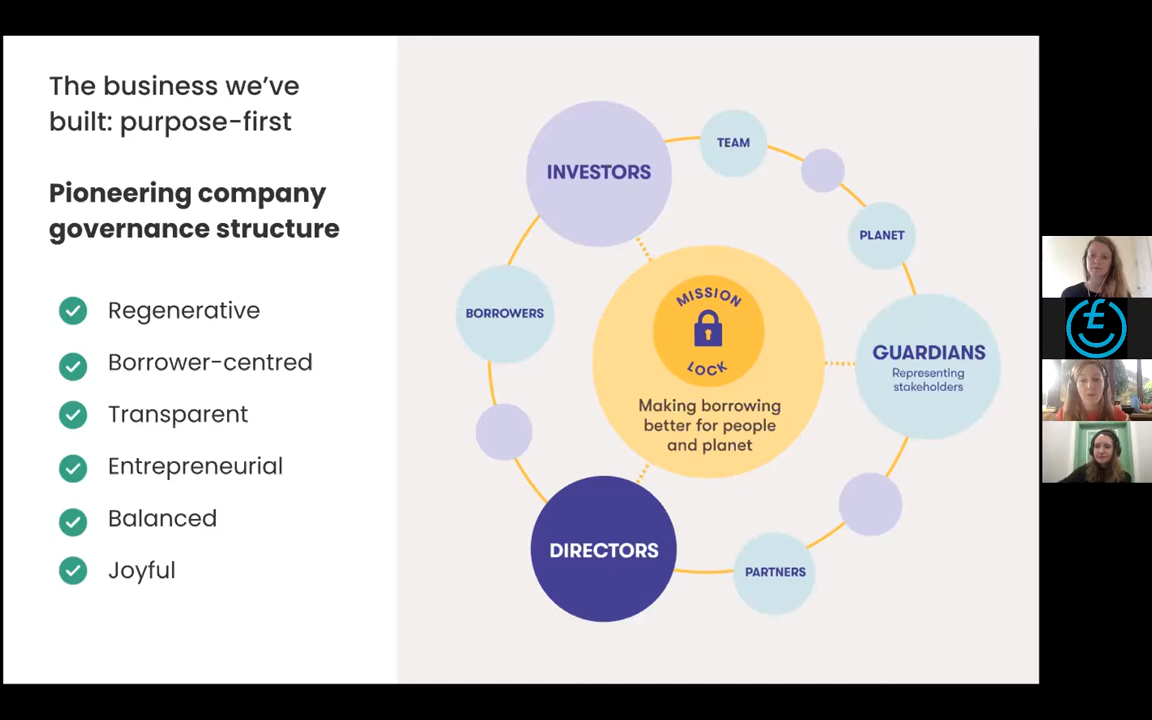 The business we've
built: purpose-first
Pioneering company
governance structure
Regenerative
Borrower-centred
Transparent
Entrepreneurial
Balanced
Joyful
INVESTORS
TEAM
PLANET
BORROWERS
MISSION
LOCK
GUARDIANS
Representing
stakeholders
Making borrowing
better for people
and planet
DIRECTORS
PARTNERS
£